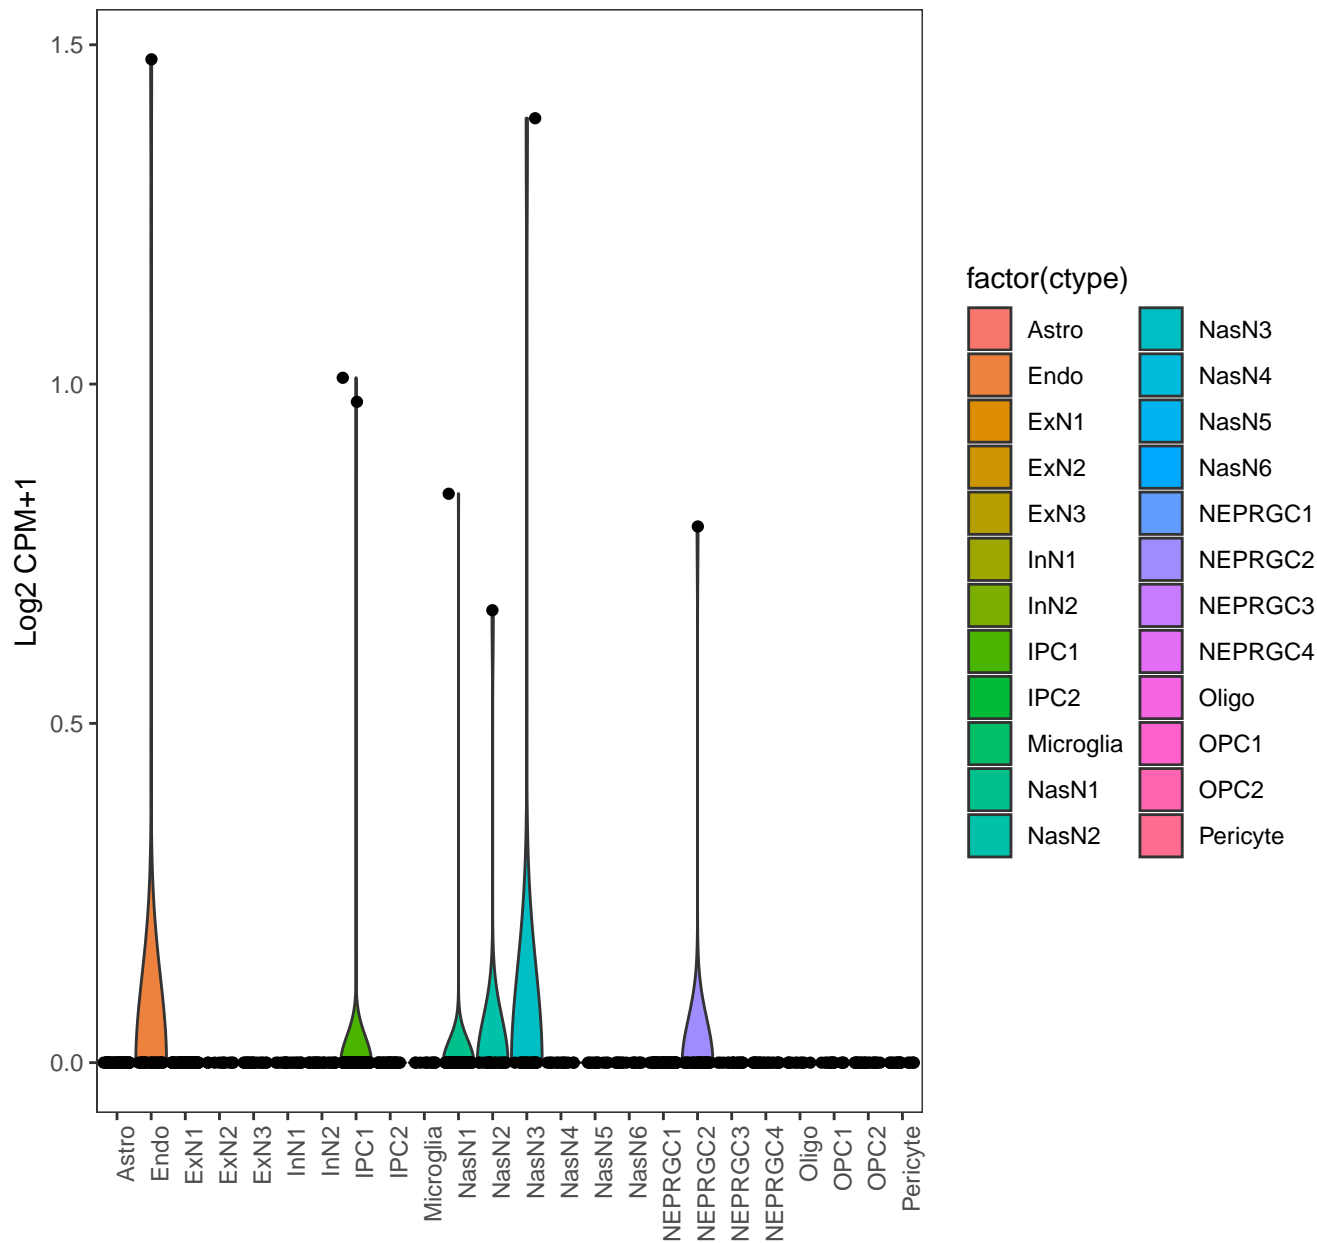 Log2 CPM+1
1.5
1.0
0.5
0.0
Astro
Endo
ExN1
ExN2
ExN3
InN1
InN2
IPC1
IPC2
Microglia
NasN1
NasN2
NasN3
NasN4
NasN5
NasN6
NEPRGC1
NEPRGC2
NEPRGC3
NEPRGC4
Oligo
OPC1
OPC2
Pericyte
factor(ctype)
Astro
Endo
ExN1
ExN2
ExN3
InN1
InN2
IPC1
IPC2
Microglia
NasN1
NasN2
NasN3
NasN4
NasN5
NasN6
NEPRGC1
NEPRGC2
NEPRGC3
NEPRGC4
Oligo
OPC1
OPC2
Pericyte